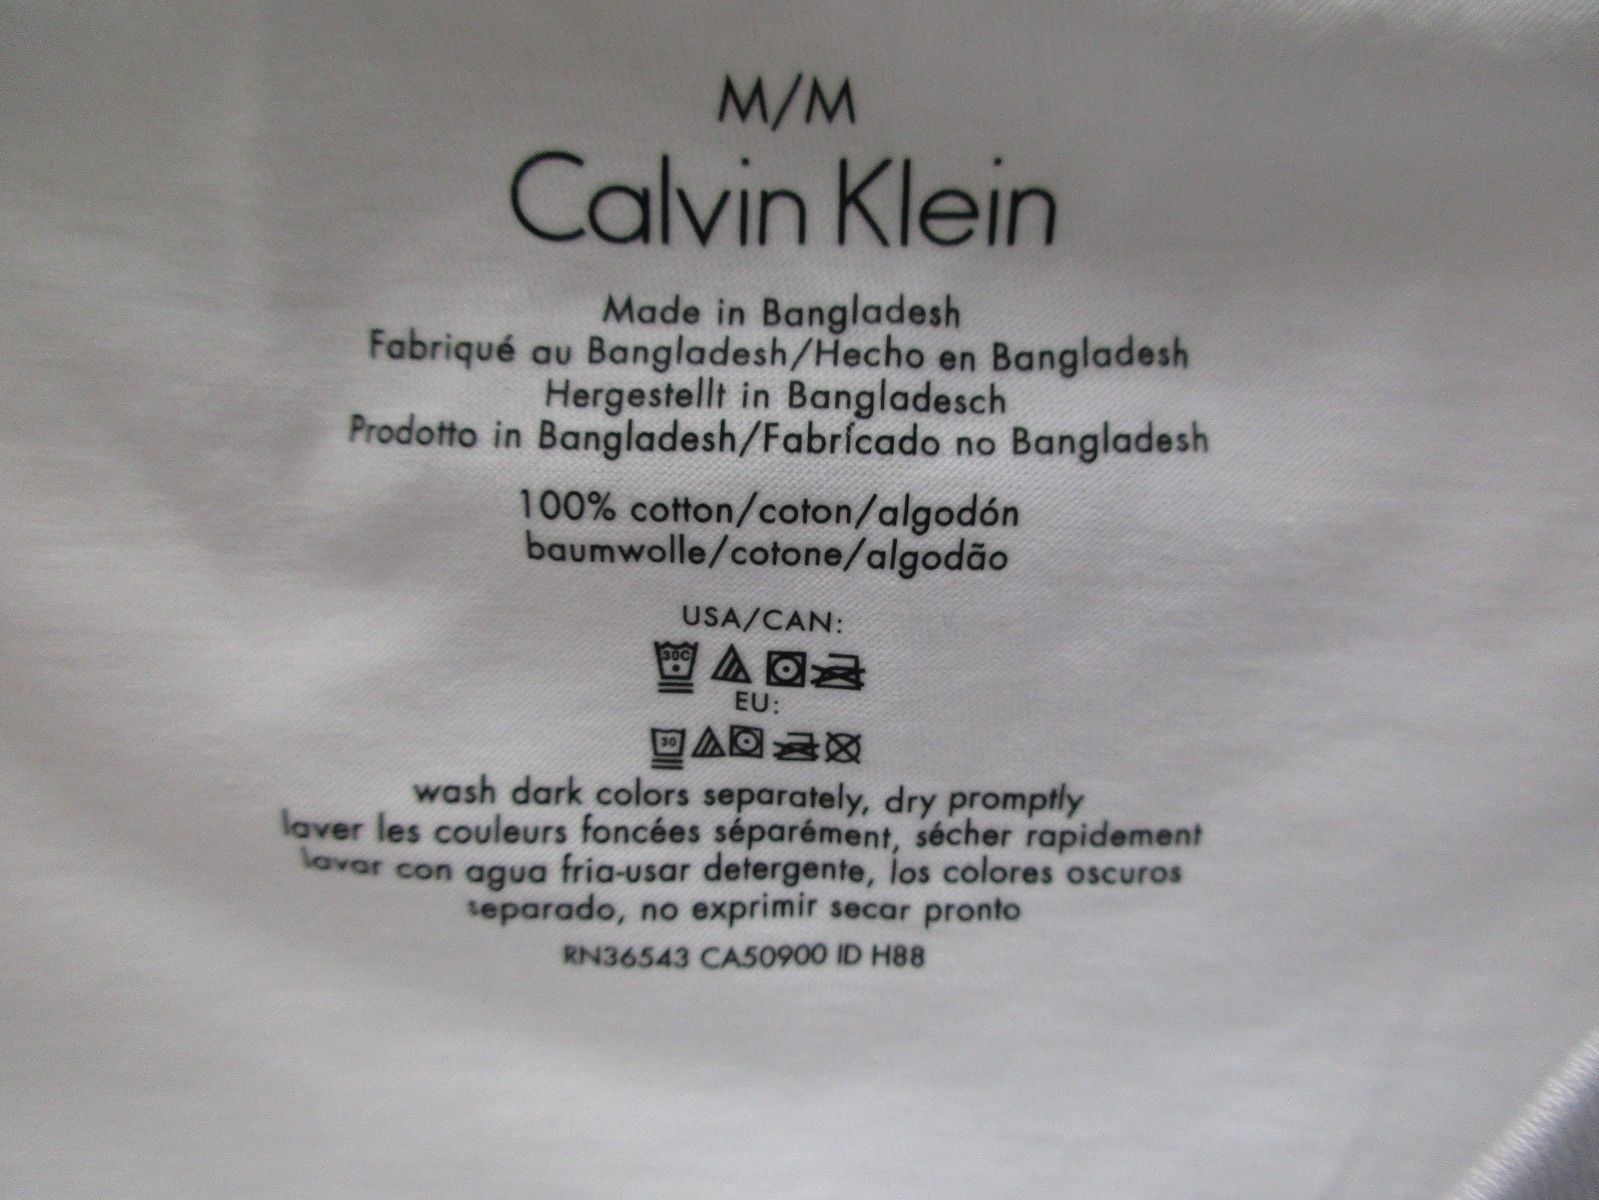 M/M
Calvin Klein
Made in Bangladesh
Fabriqué au Bangladesh/Hecho en Bangladesh
Hergestellt in Bangladesch
Prodotto in Bangladesh/Fabrícado no Bangladesh
100% cotton/coton/algodón
baumwolle/cotone/algodão
USA/CAN:
30C
EU:
30
wash dark colors separately, dry promptly
laver les couleurs foncées séparément, sécher rapidement
lavar con agua fria-usar detergente, los colores oscuros
separado, no exprimir secar pronto
RN36543 CA50900 ID H88